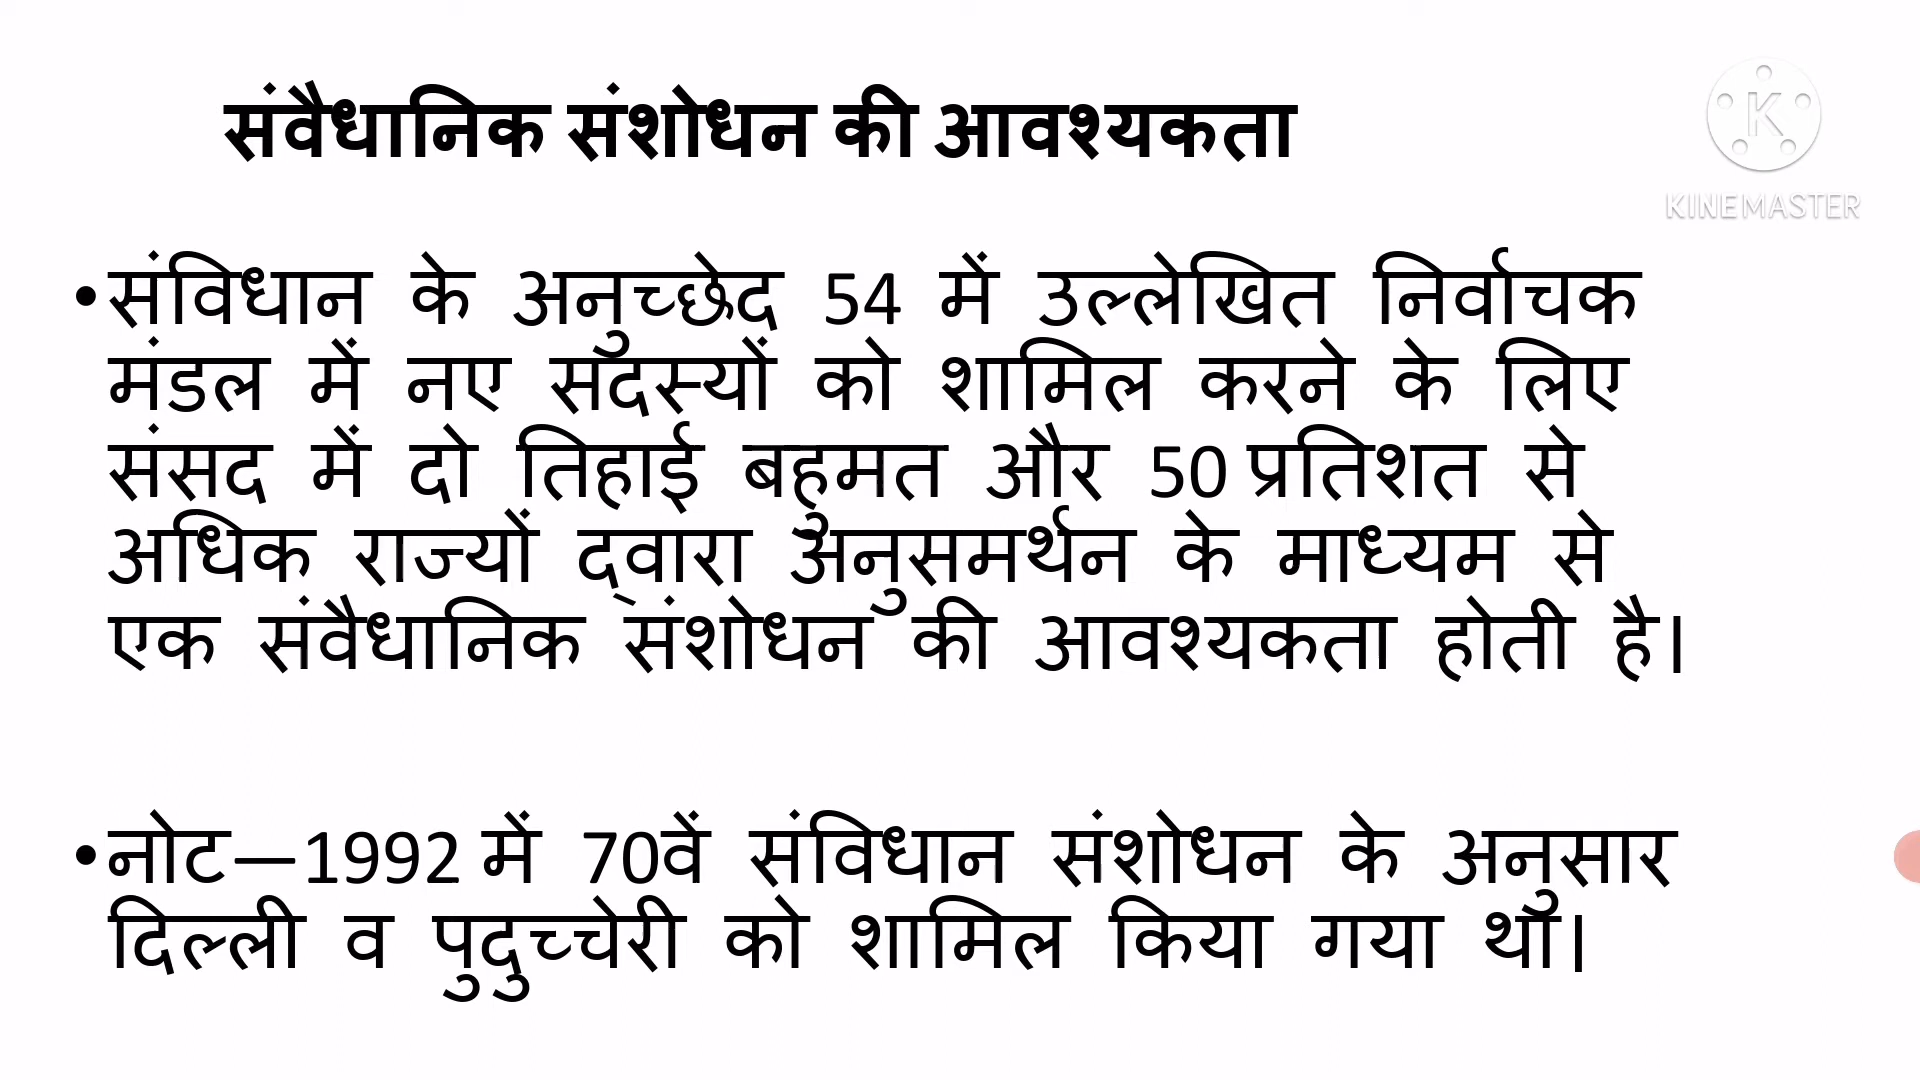 संवैधानिक संशोधन की आवश्यकता
KINEMASTER
•संविधान के अनुच्छेद 54 में उल्लेखित निर्वाचक
मंडल में नए सदस्यों को शामिल करने के लिए
संसद में दो तिहाई बहुमत और 50 प्रतिशत से
अधिक राज्यों द्वारा अनुसमर्थन के माध्यम से
एक संवैधानिक संशोधन की आवश्यकता होती है।
•नोट—1992 में 70वें संविधान संशोधन के अनुसार
दिल्ली व पुदुच्चेरी को शामिल किया गया था।